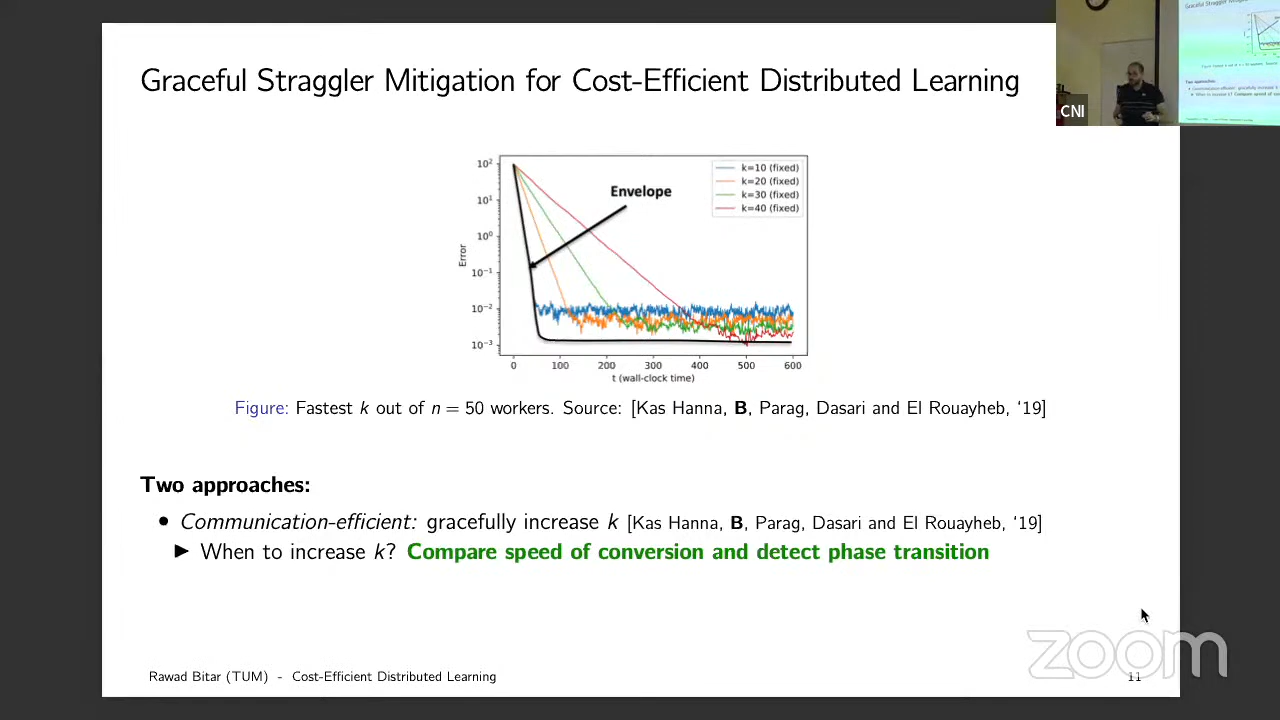 Graceful Straggler Mitigation for Cost-Efficient Distributed Learning
CNI
10²
10¹
10⁰
10⁻¹
10⁻²
10⁻³
Error
Envelope
k=10 (fixed)
k=20 (fixed)
k=30 (fixed)
k=40 (fixed)
0 100 200 300 400 500 600
t (wall-clock time)
Figure: Fastest k out of n = 50 workers. Source: [Kas Hanna, B, Parag, Dasari and El Rouayheb, ‘19]
Two approaches:
• Communication-efficient: gracefully increase k [Kas Hanna, B, Parag, Dasari and El Rouayheb, ‘19]
▶ When to increase k? Compare speed of conversion and detect phase transition
Rawad Bitar (TUM) - Cost-Efficient Distributed Learning
11
zoom